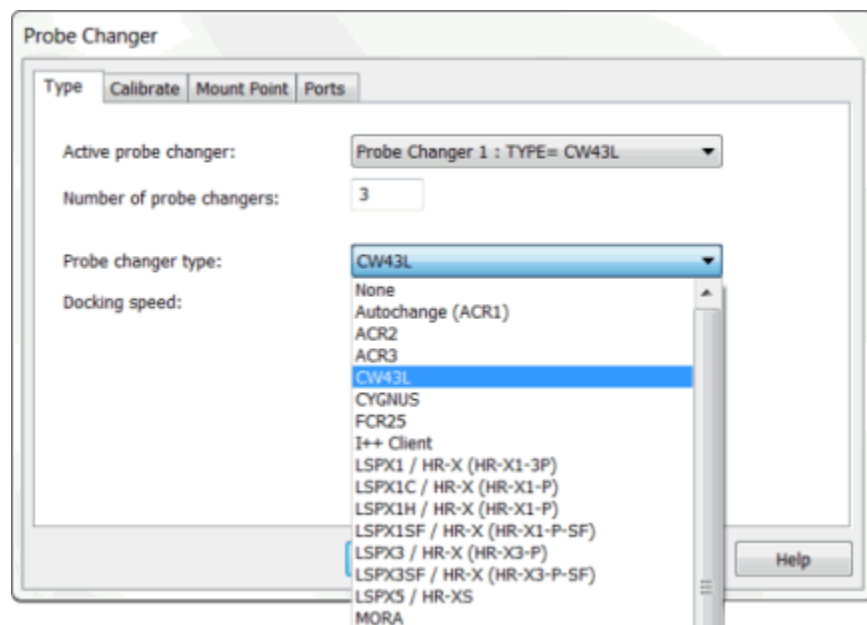 Probe Changer
Type Calibrate Mount Point Ports
Active probe changer: Probe Changer 1 : TYPE= CW43L
Number of probe changers: 3
Probe changer type: CW43L
Docking speed:
None
Autochange (ACR1)
ACR2
ACR3
CW43L
CYGNUS
FCR25
I++ Client
LSPX1 / HR-X (HR-X1-3P)
LSPX1C / HR-X (HR-X1-P)
LSPX1H / HR-X (HR-X1-P)
LSPX1SF / HR-X (HR-X1-P-SF)
LSPX3 / HR-X (HR-X3-P)
LSPX3SF / HR-X (HR-X3-P-SF)
LSPX5 / HR-XS
MORA
Help